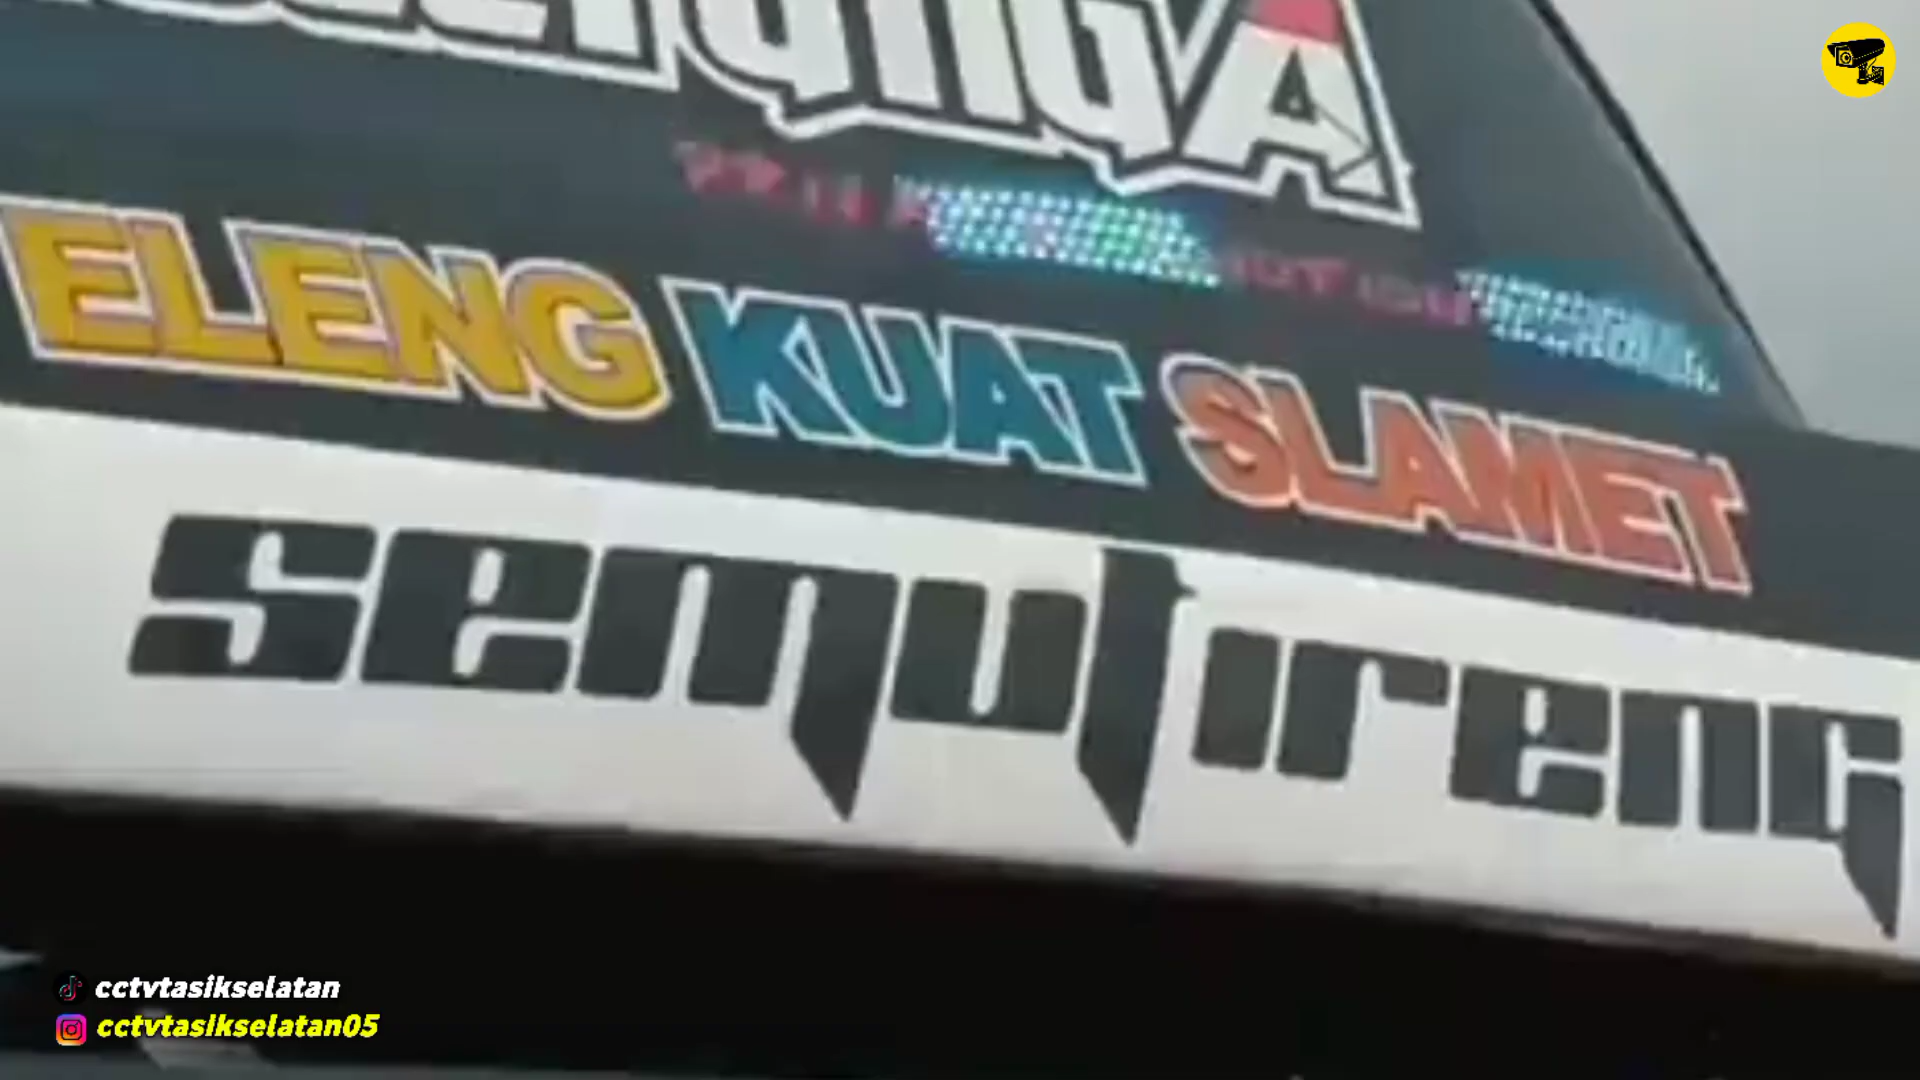 ELENG KUAT SLAMET
semutireng
cctvtasikselatan
cctvtasikselatan05